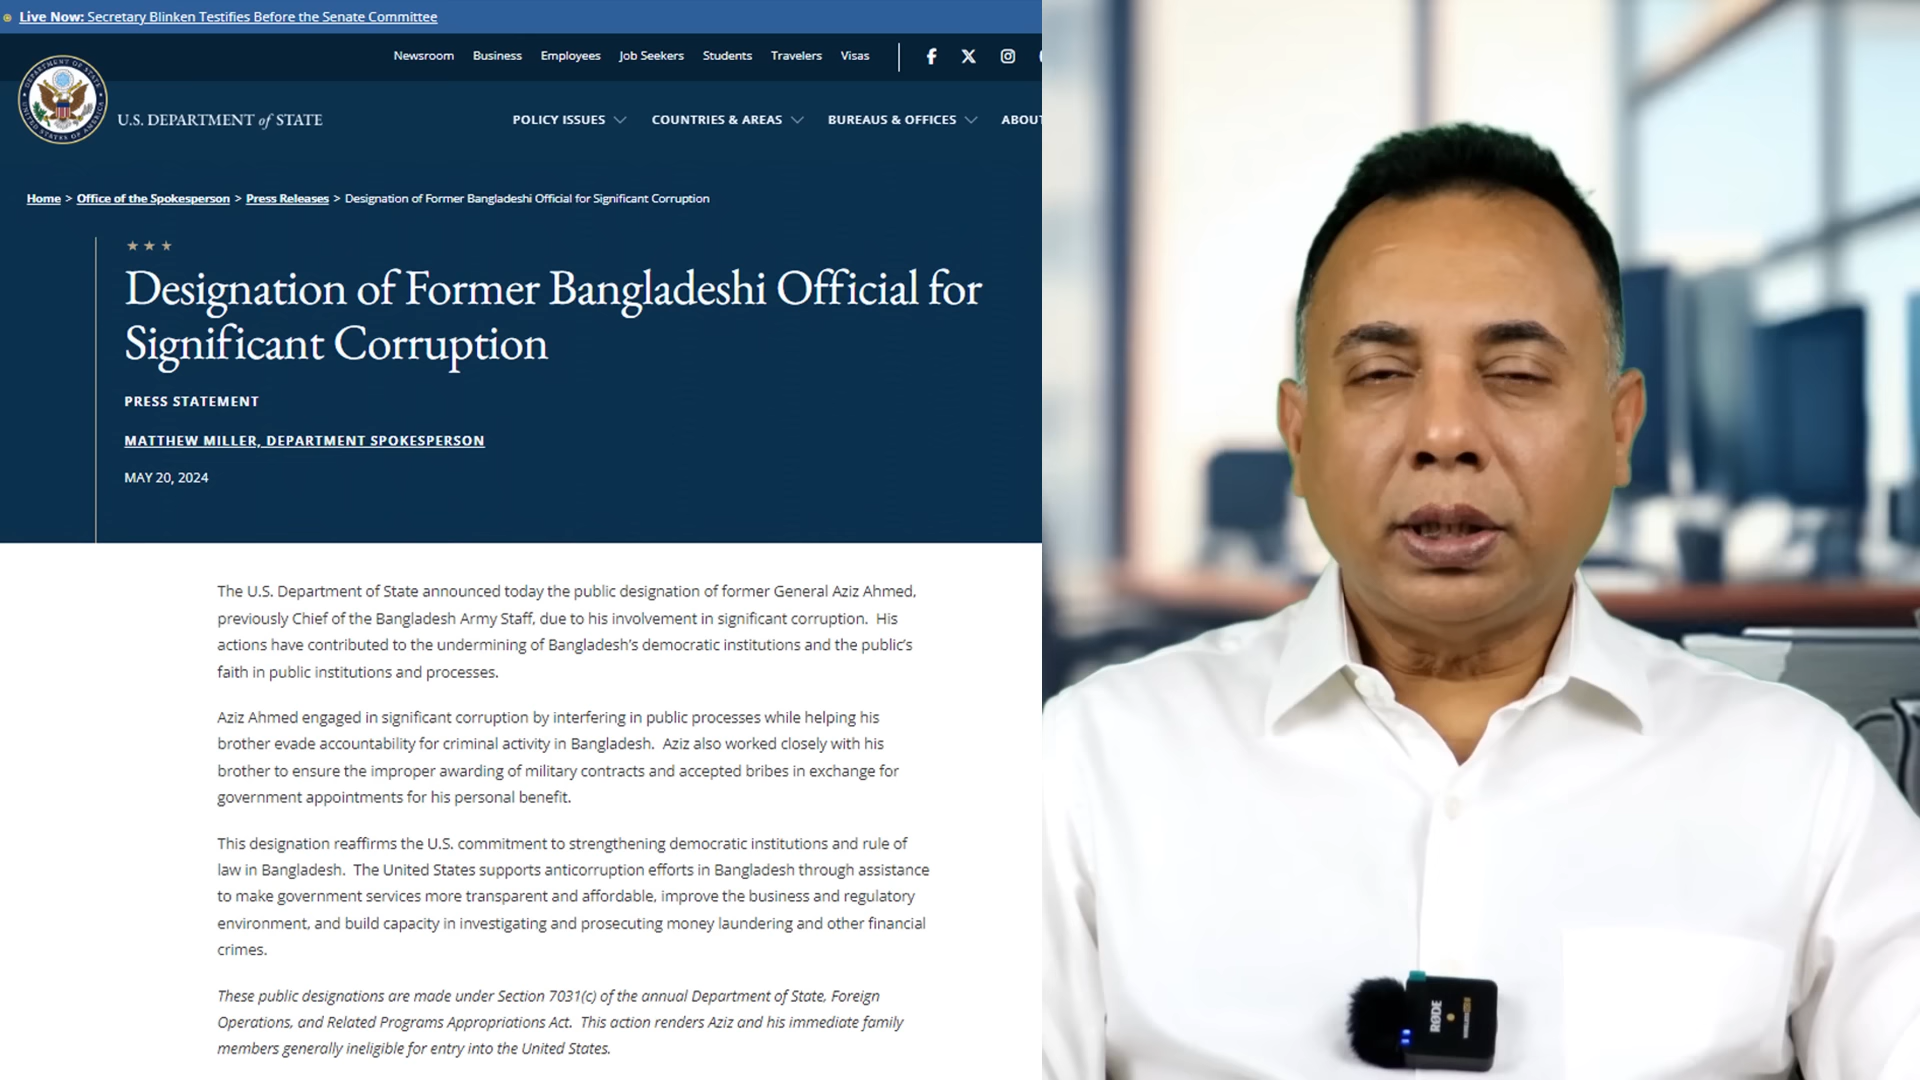 Live Now: Secretary Blinken Testifies Before the Senate Committee
Newsroom Business Employees Job Seekers Students Travelers Visas
U.S. DEPARTMENT of STATE
POLICY ISSUES COUNTRIES & AREAS BUREAUS & OFFICES ABOUT
Home > Office of the Spokesperson > Press Releases > Designation of Former Bangladeshi Official for Significant Corruption
Designation of Former Bangladeshi Official for
Significant Corruption
PRESS STATEMENT
MATTHEW MILLER, DEPARTMENT SPOKESPERSON
MAY 20, 2024
The U.S. Department of State announced today the public designation of former General Aziz Ahmed,
previously Chief of the Bangladesh Army Staff, due to his involvement in significant corruption. His
actions have contributed to the undermining of Bangladesh's democratic institutions and the public's
faith in public institutions and processes.
Aziz Ahmed engaged in significant corruption by interfering in public processes while helping his
brother evade accountability for criminal activity in Bangladesh. Aziz also worked closely with his
brother to ensure the improper awarding of military contracts and accepted bribes in exchange for
government appointments for his personal benefit.
This designation reaffirms the U.S. commitment to strengthening democratic institutions and rule of
law in Bangladesh. The United States supports anticorruption efforts in Bangladesh through assistance
to make government services more transparent and affordable, improve the business and regulatory
environment, and build capacity in investigating and prosecuting money laundering and other financial
crimes.
These public designations are made under Section 7031(c) of the annual Department of State, Foreign
Operations, and Related Programs Appropriations Act. This action renders Aziz and his immediate family
members generally ineligible for entry into the United States.
RØDE